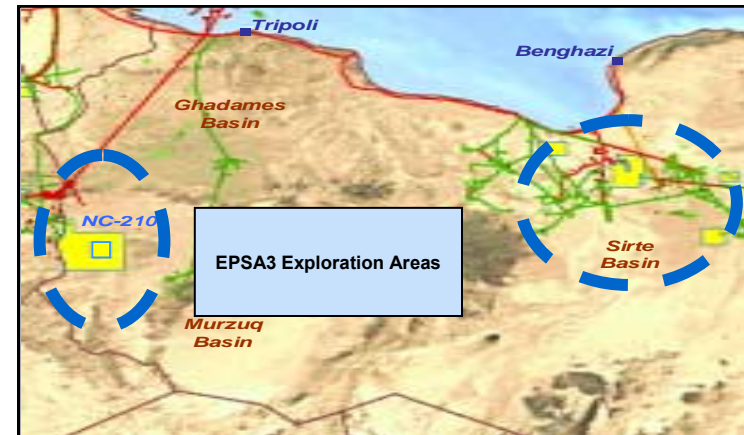 Tripoli
Benghazi
Ghadames
Basin
NC-210
EPSA3 Exploration Areas
Sirte
Basin
Murzuq
Basin